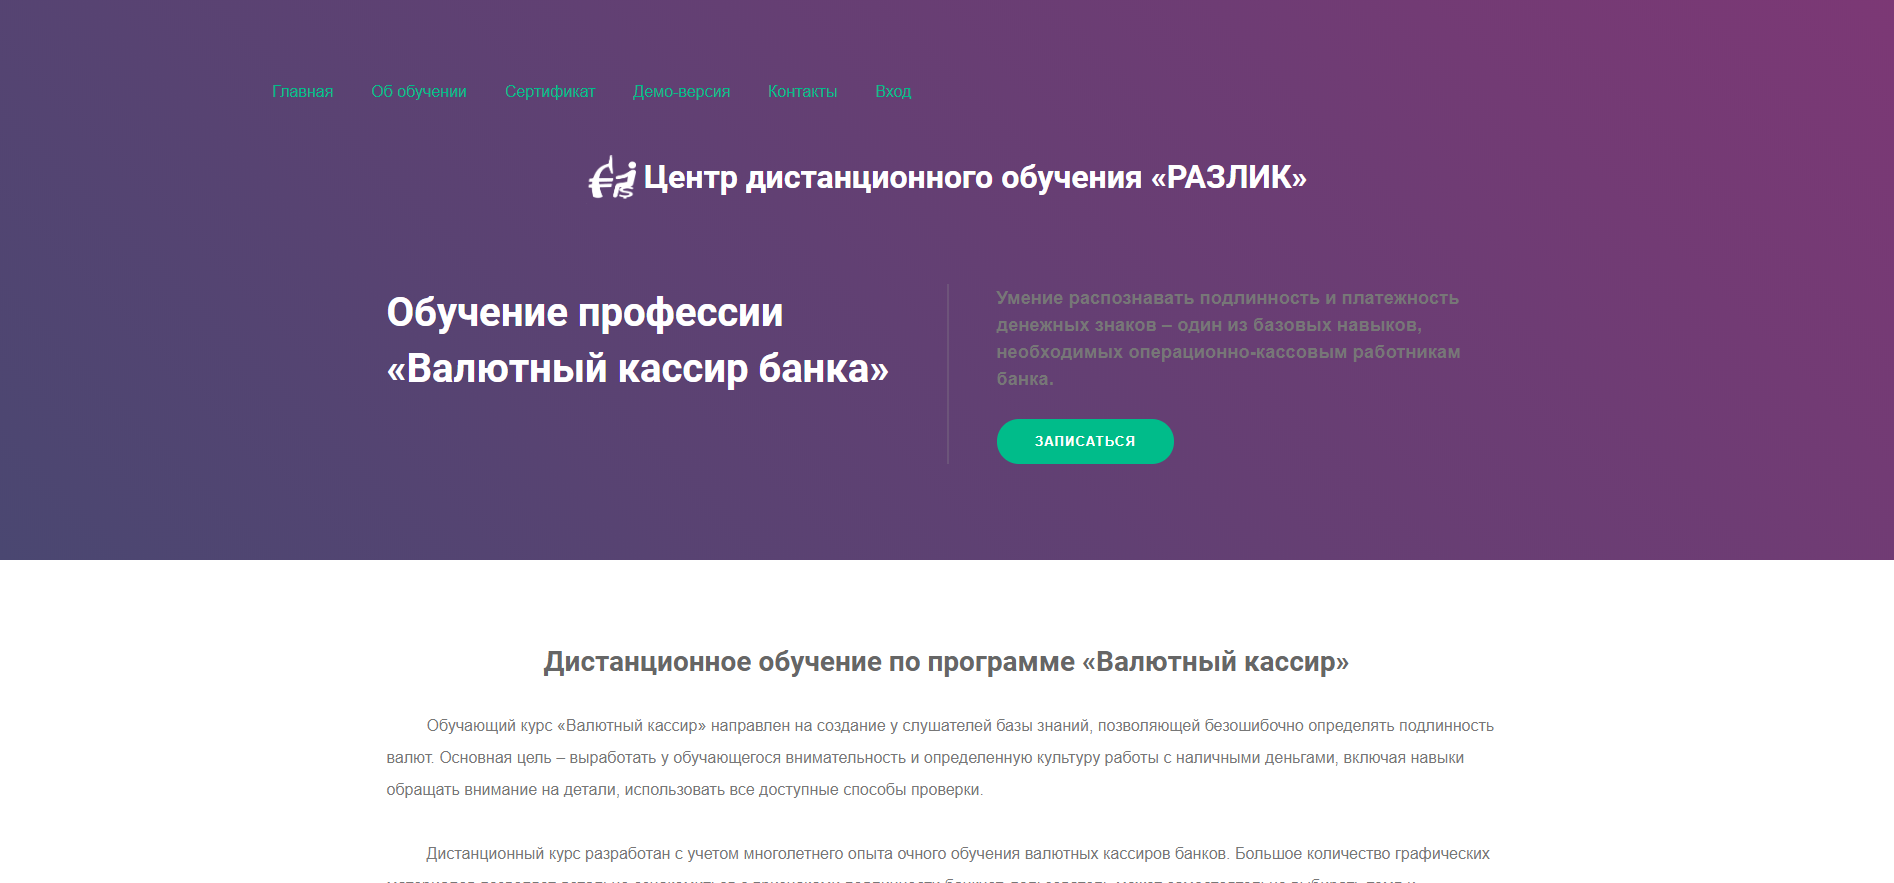 Главная Об обучении Сертификат Демо-версия Контакты Вход
Центр дистанционного обучения «РАЗЛИК»
Обучение профессии
«Валютный кассир банка»
Умение распознавать подлинность и платежность
денежных знаков – один из базовых навыков,
необходимых операционно-кассовым работникам
банка.
ЗАПИСАТЬСЯ
Дистанционное обучение по программе «Валютный кассир»
Обучающий курс «Валютный кассир» направлен на создание у слушателей базы знаний, позволяющей безошибочно определять подлинность
валют. Основная цель – выработать у обучающегося внимательность и определенную культуру работы с наличными деньгами, включая навыки
обращать внимание на детали, использовать все доступные способы проверки.
Дистанционный курс разработан с учетом многолетнего опыта очного обучения валютных кассиров банков. Большое количество графических